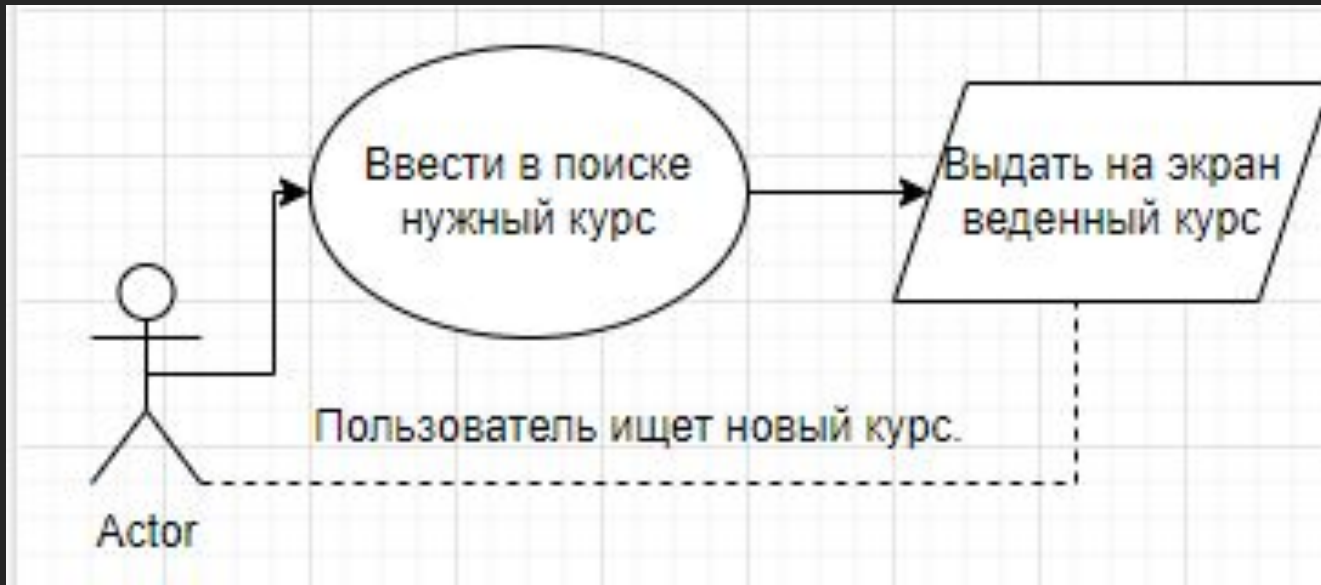 Ввести в поиске
нужный курс
Выдать на экран
веденный курс
Пользователь ищет новый курс.
Actor